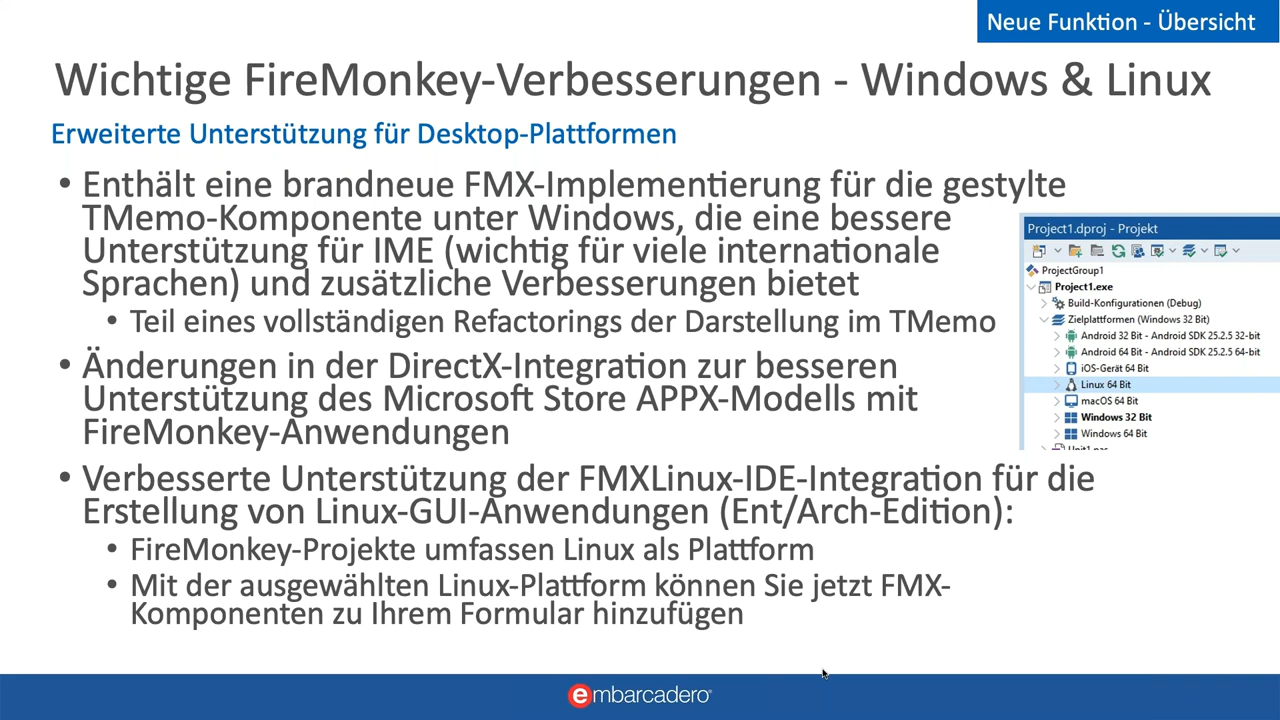 Neue Funktion - Übersicht
Wichtige FireMonkey-Verbesserungen - Windows & Linux
Erweiterte Unterstützung für Desktop-Plattformen
• Enthält eine brandneue FMX-Implementierung für die gestylte
TMemo-Komponente unter Windows, die eine bessere
Unterstützung für IME (wichtig für viele internationale
Sprachen) und zusätzliche Verbesserungen bietet
• Teil eines vollständigen Refactorings der Darstellung im TMemo
• Änderungen in der DirectX-Integration zur besseren
Unterstützung des Microsoft Store APPX-Modells mit
FireMonkey-Anwendungen
• Verbesserte Unterstützung der FMXLinux-IDE-Integration für die
Erstellung von Linux-GUI-Anwendungen (Ent/Arch-Edition):
• FireMonkey-Projekte umfassen Linux als Plattform
• Mit der ausgewählten Linux-Plattform können Sie jetzt FMX-
Komponenten zu Ihrem Formular hinzufügen
Project1.dproj - Projekt
ProjectGroup1
Project1.exe
Build-Konfigurationen (Debug)
Zielplattformen (Windows 32 Bit)
Android 32 Bit - Android SDK 25.2.5 32-bit
Android 64 Bit - Android SDK 25.2.5 64-bit
iOS-Gerät 64 Bit
Linux 64 Bit
macOS 64 Bit
Windows 32 Bit
Windows 64 Bit
Unit1.pas
embarcadero